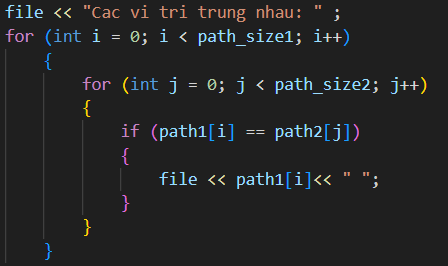 file << "Cac vi tri trung nhau: " ;
for (int i = 0; i < path_size1; i++)
{
for (int j = 0; j < path_size2; j++)
{
if (path1[i] == path2[j])
{
file << path1[i]<< " ";
}
}
}